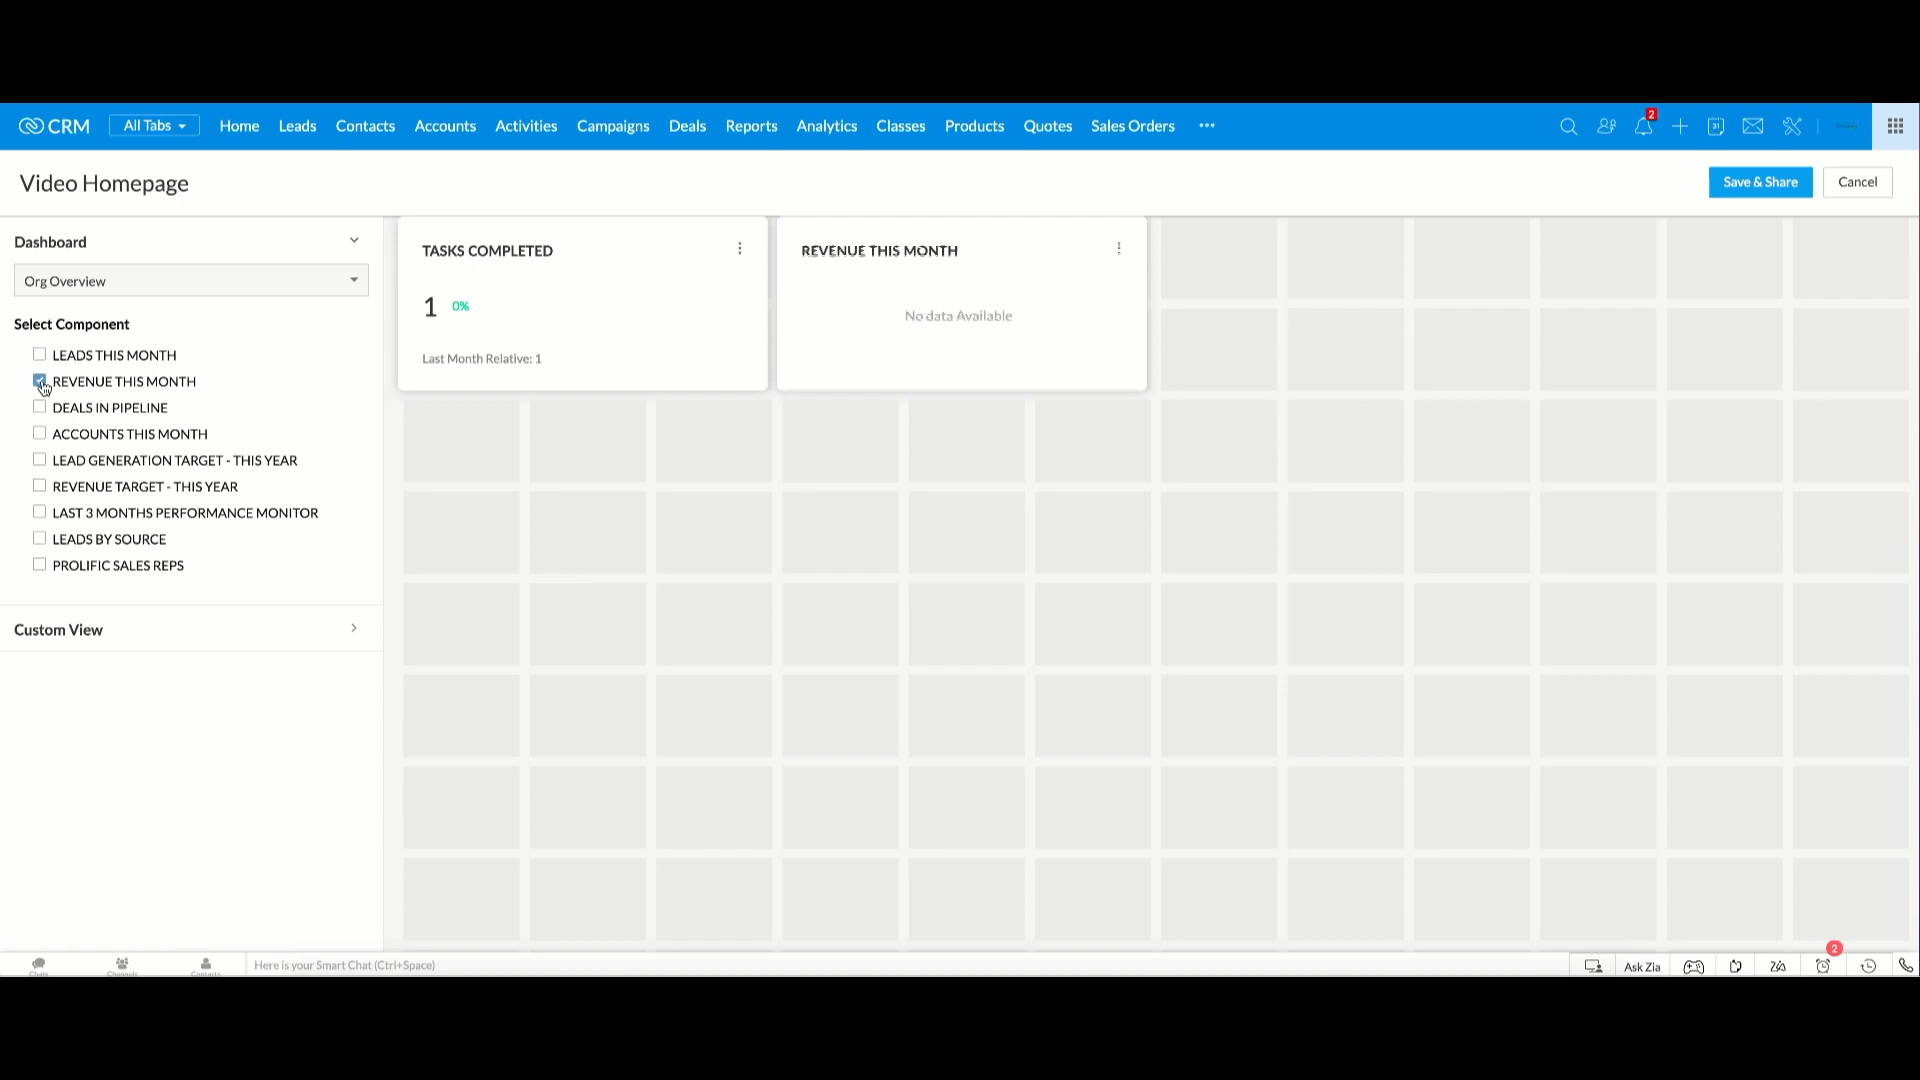 CRM
All Tabs
Home
Leads
Contacts
Accounts
Activities
Campaigns
Deals
Reports
Analytics
Classes
Products
Quotes
Sales Orders
2
31
Video Homepage
Save & Share
Cancel
Dashboard
Org Overview
Select Component
LEADS THIS MONTH
REVENUE THIS MONTH
DEALS IN PIPELINE
ACCOUNTS THIS MONTH
LEAD GENERATION TARGET - THIS YEAR
REVENUE TARGET - THIS YEAR
LAST 3 MONTHS PERFORMANCE MONITOR
LEADS BY SOURCE
PROLIFIC SALES REPS
Custom View
TASKS COMPLETED
1 0%
Last Month Relative: 1
REVENUE THIS MONTH
No data Available
Chats
Channels
Contacts
Here is your Smart Chat (Ctrl+Space)
Ask Zia
2